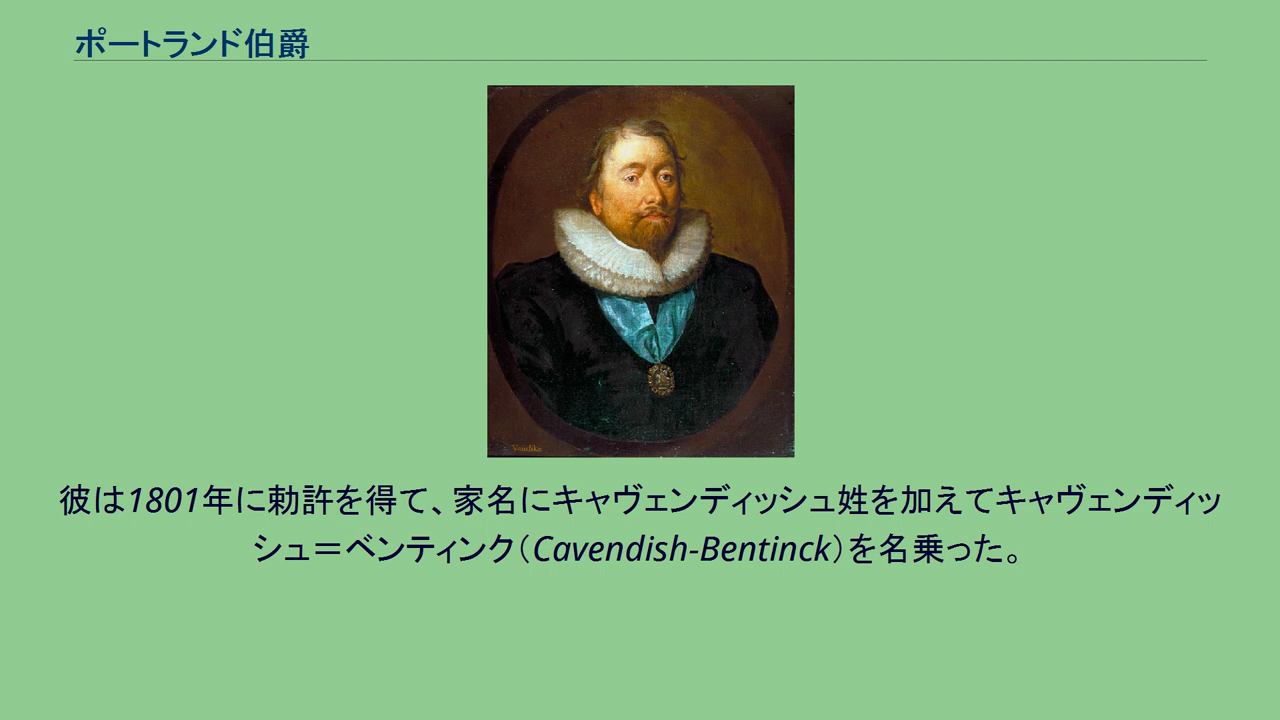 ポートランド伯爵
彼は1801年に勅許を得て、家名にキャヴェンディッシュ姓を加えてキャヴェンディッ
シュ＝ベンティンク（Cavendish-Bentinck）を名乗った。